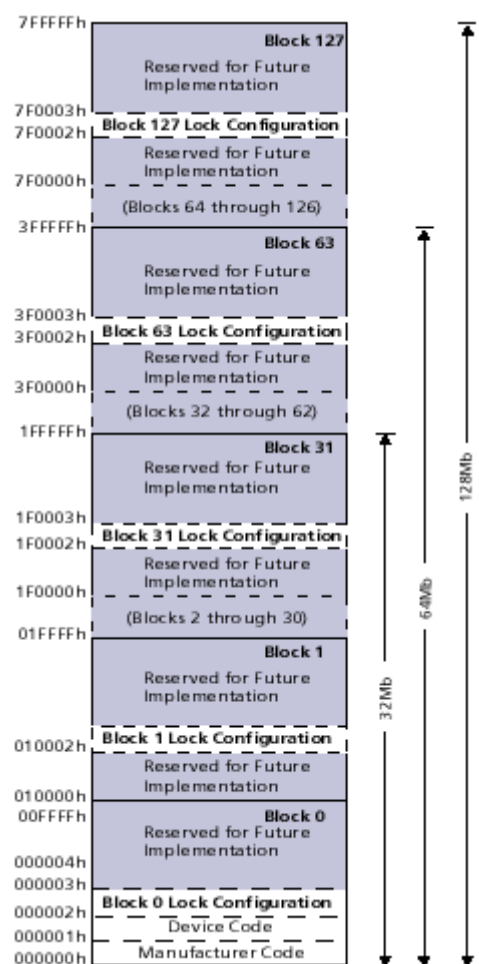 7FFFFFh
Block 127
Reserved for Future
Implementation
7F0003h
Block 127 Lock Configuration
7F0002h
Reserved for Future
Implementation
7F0000h
(Blocks 64 through 126)
3FFFFFh
Block 63
Reserved for Future
Implementation
3F0003h
Block 63 Lock Configuration
3F0002h
Reserved for Future
Implementation
3F0000h
(Blocks 32 through 62)
1FFFFFh
Block 31
Reserved for Future
Implementation
1F0003h
Block 31 Lock Configuration
1F0002h
Reserved for Future
Implementation
1F0000h
(Blocks 2 through 30)
01FFFFh
Block 1
Reserved for Future
Implementation
Block 1 Lock Configuration
010002h
Reserved for Future
Implementation
010000h
00FFFFh
Block 0
Reserved for Future
Implementation
000004h
000003h
Block 0 Lock Configuration
000002h
Device Code
000001h
Manufacturer Code
000000h
32Mb
64Mb
128Mb